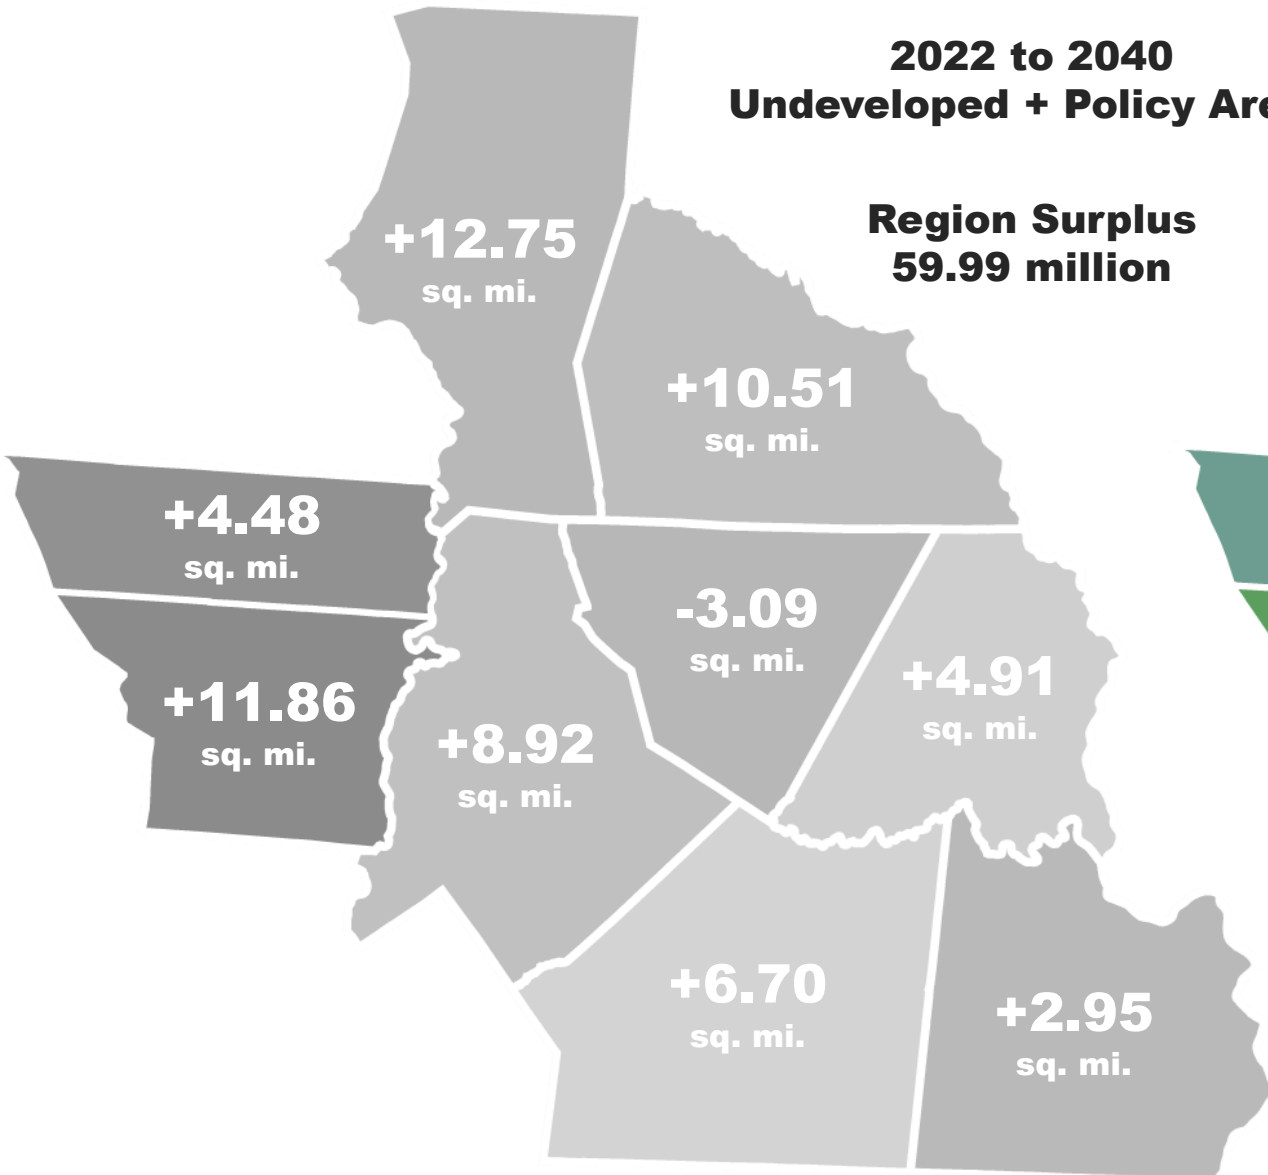 2022 to 2040
Undeveloped + Policy
Region Surplus
59.99 million
+12.75
sq. mi.
+10.51
sq. mi.
+4.48
sq. mi.
-3.09
sq. mi.
+4.91
sq. mi.
+11.86
sq. mi.
+8.92
sq. mi.
+6.70
sq. mi.
+2.95
sq. mi.